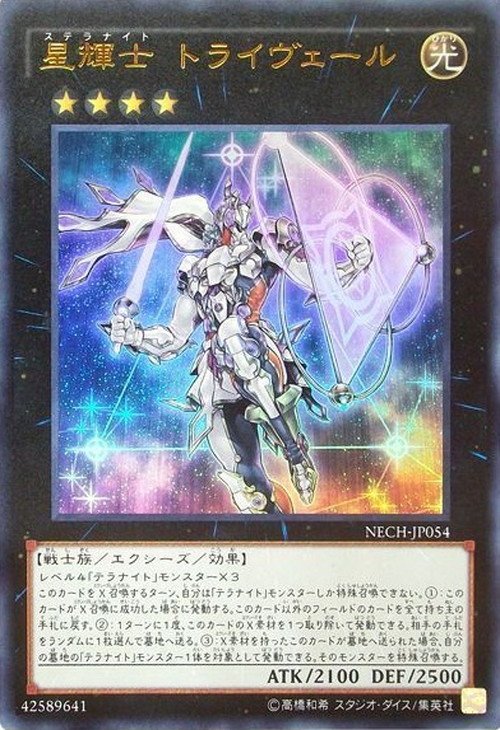 ステラナイト
星輝士 トライヴェール
ひかり
光
NECH-JP054
【戦士族／エクシーズ／効果】
レベル4「テラナイト」モンスター×3
このカードをX召喚するターン、自分は「テラナイト」モンスターしか特殊召喚できない。①：こ
のカードがX召喚に成功した場合に発動する。このカード以外のフィールドのカードを全て持ち主の
手札に戻す。②：1ターンに1度、このカードのX素材を1つ取り除いて発動できる。相手の手札
をランダムに1枚選んで墓地へ送る。③：X素材を持ったこのカードが墓地へ送られた場合、自分
の墓地の「テラナイト」モンスター1体を対象として発動できる。そのモンスターを特殊召喚する。
ATK/2100 DEF/2500
42589641
©高橋和希 スタジオ・ダイス/集英社